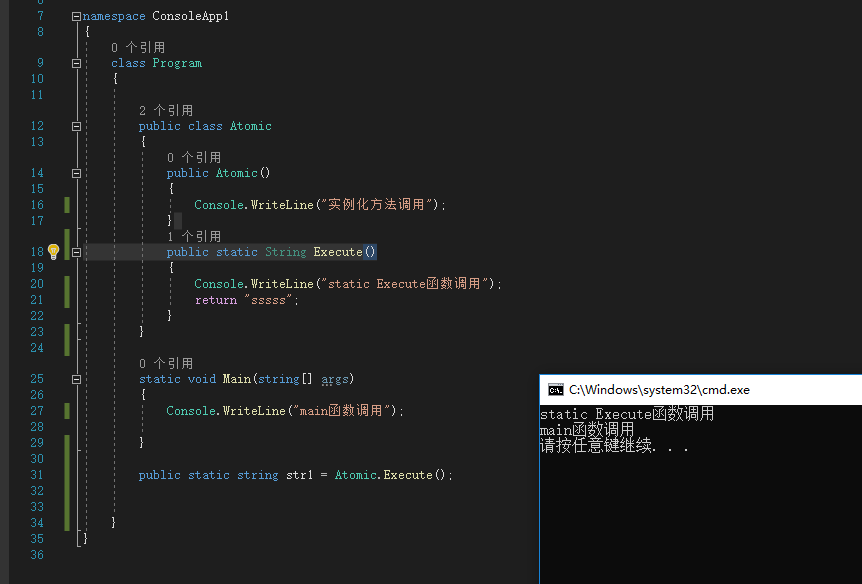 6
7 namespace ConsoleApp1
8 {
0 个引用
9 class Program
10 {
11
2 个引用
12 public class Atomic
13 {
0 个引用
14 public Atomic()
15 {
16 Console.WriteLine("实例化方法调用");
17 }
1 个引用
18 public static String Execute()
19 {
20 Console.WriteLine("static Execute函数调用");
21 return "sssss";
22 }
23 }
24
0 个引用
25 static void Main(string[] args)
26 {
27 Console.WriteLine("main函数调用");
28
29 }
30
31 public static string str1 = Atomic.Execute();
32
33
34 }
35 }
36
C:\Windows\system32\cmd.exe
static Execute函数调用
main函数调用
请按任意键继续. . .